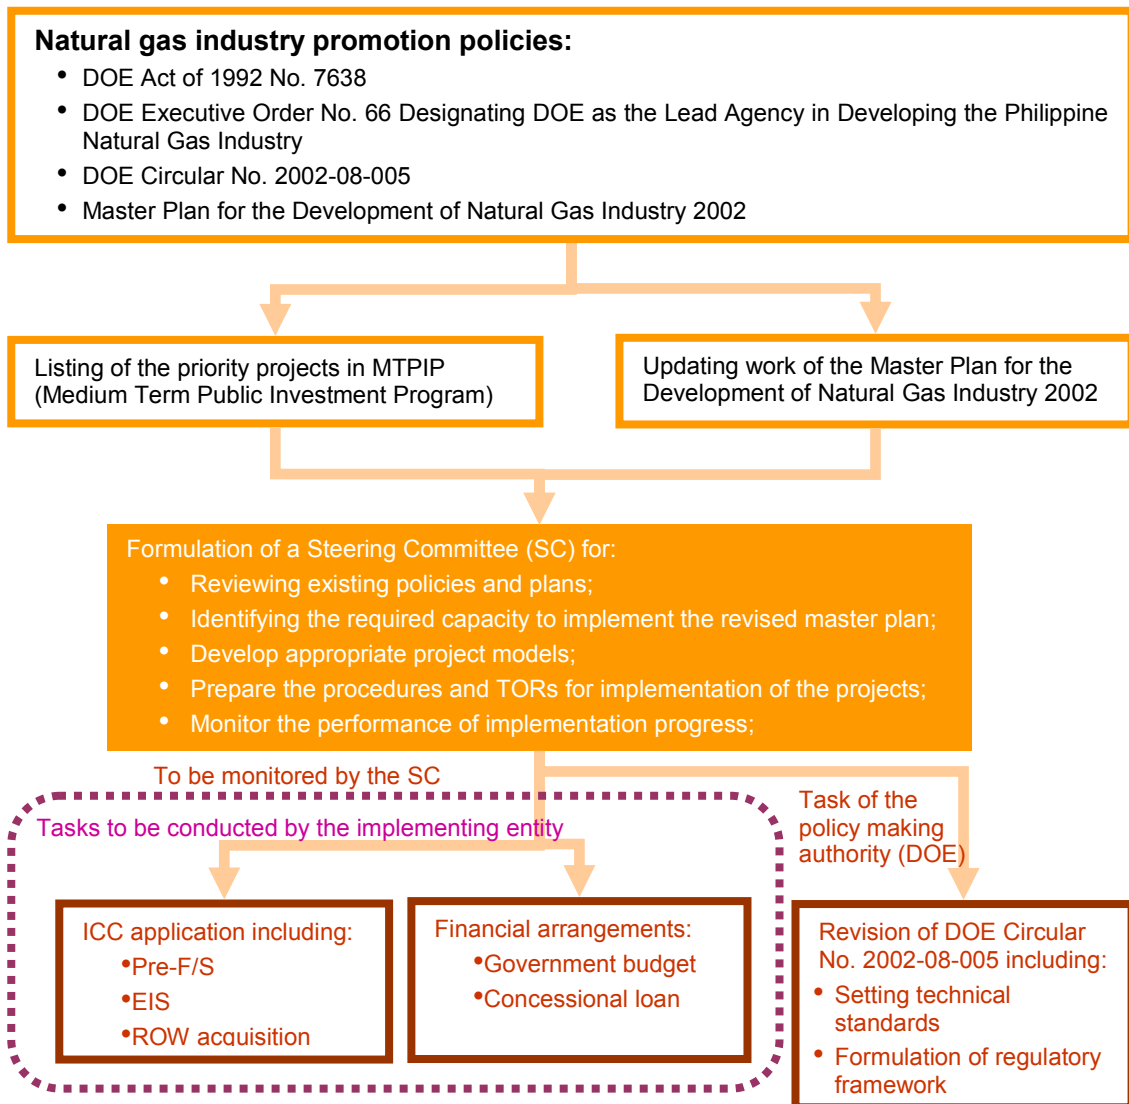 Natural gas industry promotion policies:
• DOE Act of 1992 No. 7638
• DOE Executive Order No. 66 Designating DOE as the Lead Agency in Developing the Philippine
Natural Gas Industry
• DOE Circular No. 2002-08-005
• Master Plan for the Development of Natural Gas Industry 2002
Listing of the priority projects in MTPIP
(Medium Term Public Investment Program)
Updating work of the Master Plan for the
Development of Natural Gas Industry 2002
Formulation of a Steering Committee (SC) for:
• Reviewing existing policies and plans;
• Identifying the required capacity to implement the revised master plan;
• Develop appropriate project models;
• Prepare the procedures and TORs for implementation of the projects;
• Monitor the performance of implementation progress;
To be monitored by the SC
Tasks to be conducted by the implementing entity
Task of the
policy making
authority (DOE)
ICC application including:
•Pre-F/S
•EIS
•ROW acquisition
Financial arrangements:
•Government budget
•Concessional loan
Revision of DOE Circular
No. 2002-08-005 including:
• Setting technical
standards
• Formulation of regulatory
framework